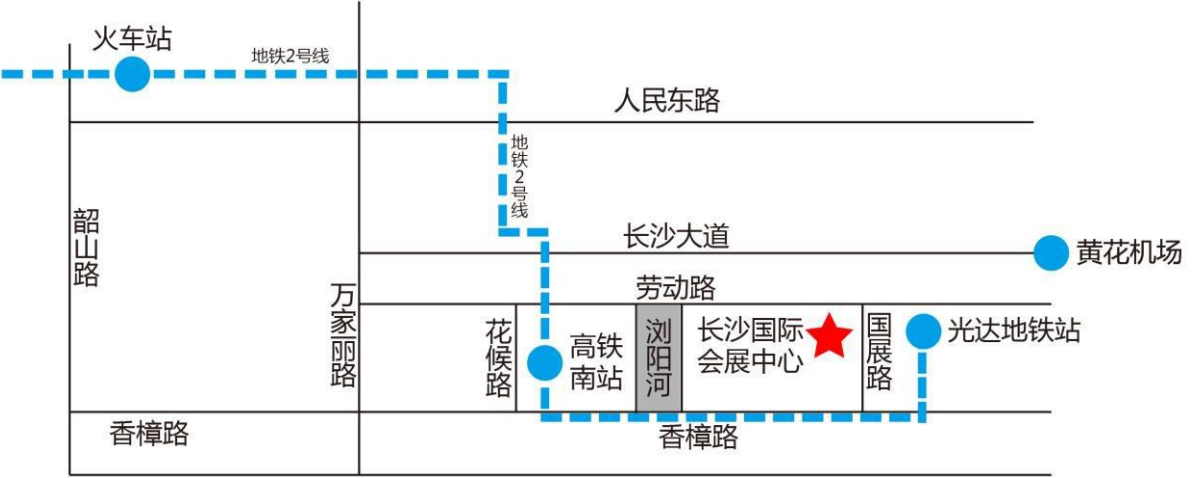 火车站
地铁2号线
人民东路
地铁2号线
韶山路
长沙大道
黄花机场
劳动路
万家丽路
花候路
高铁
南站
浏阳河
长沙国际
会展中心
国展路
光达地铁站
香樟路
香樟路